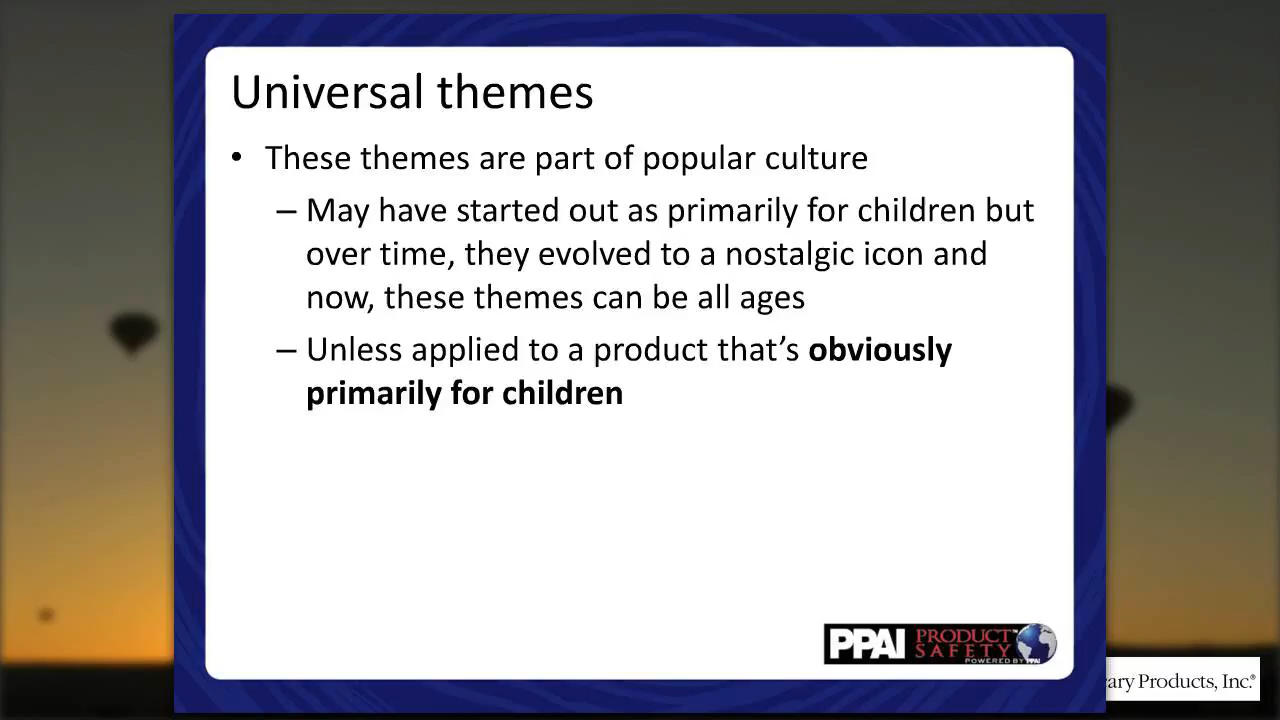 Universal themes
• These themes are part of popular culture
– May have started out as primarily for children but
over time, they evolved to a nostalgic icon and
now, these themes can be all ages
– Unless applied to a product that’s obviously
primarily for children
PPAI PRODUCT™
SAFETY
POWERED BY PPAI
Products, Inc.®